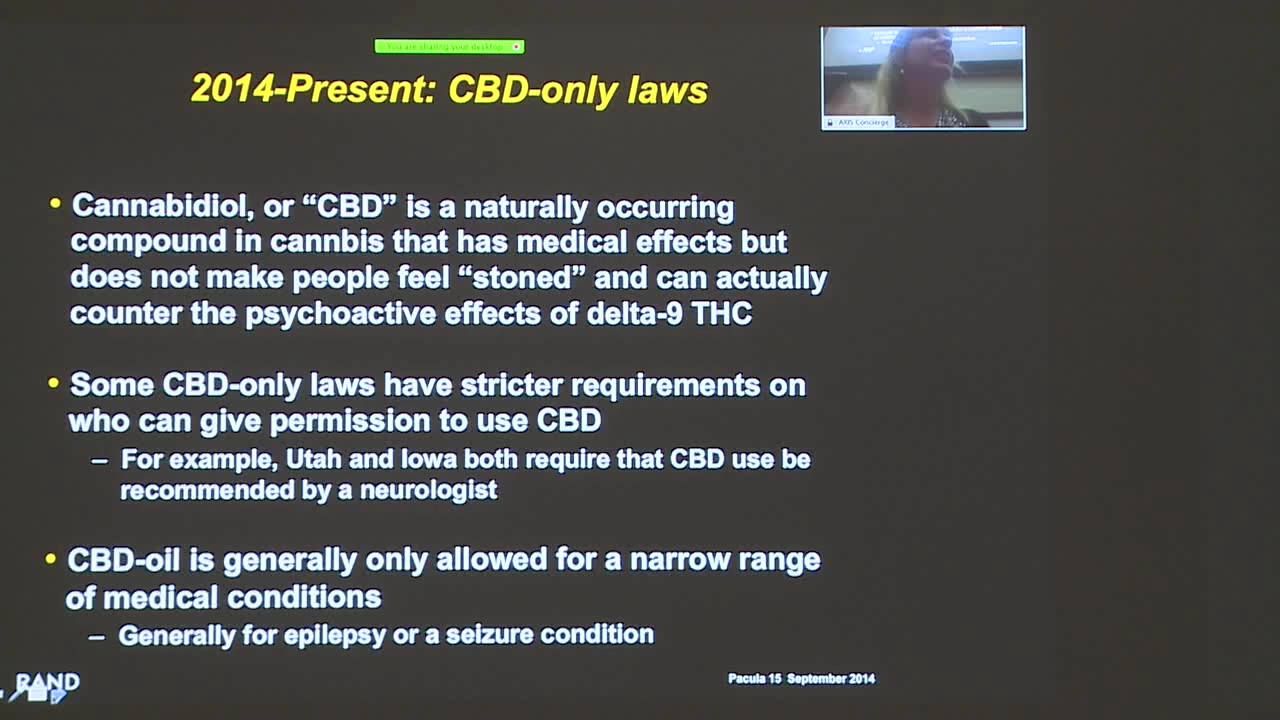 You are sharing your desktop
2014-Present: CBD-only laws
AXIS Concierge
• Cannabidiol, or “CBD” is a naturally occurring
compound in cannbis that has medical effects but
does not make people feel “stoned” and can actually
counter the psychoactive effects of delta-9 THC
• Some CBD-only laws have stricter requirements on
who can give permission to use CBD
– For example, Utah and Iowa both require that CBD use be
recommended by a neurologist
• CBD-oil is generally only allowed for a narrow range
of medical conditions
– Generally for epilepsy or a seizure condition
RAND
Pacula 15 September 2014